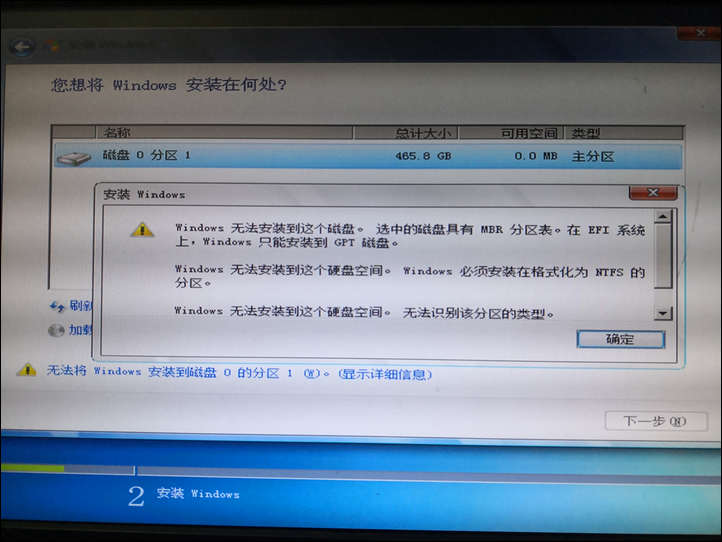 您想将 Windows 安装在何处?
名称 总计大小 可用空间 类型
磁盘 0 分区 1 465.8 GB 0.0 MB 主分区
安装 Windows
Windows 无法安装到这个磁盘。 选中的磁盘具有 MBR 分区表。在 EFI 系统
上，Windows 只能安装到 GPT 磁盘。
Windows 无法安装到这个硬盘空间。 Windows 必须安装在格式化为 NTFS 的
分区。
Windows 无法安装到这个硬盘空间。 无法识别该分区的类型。
确定
刷新
加载
无法将 Windows 安装到磁盘 0 的分区 1 (W)。(显示详细信息)
下一步(N)
2 安装 Windows